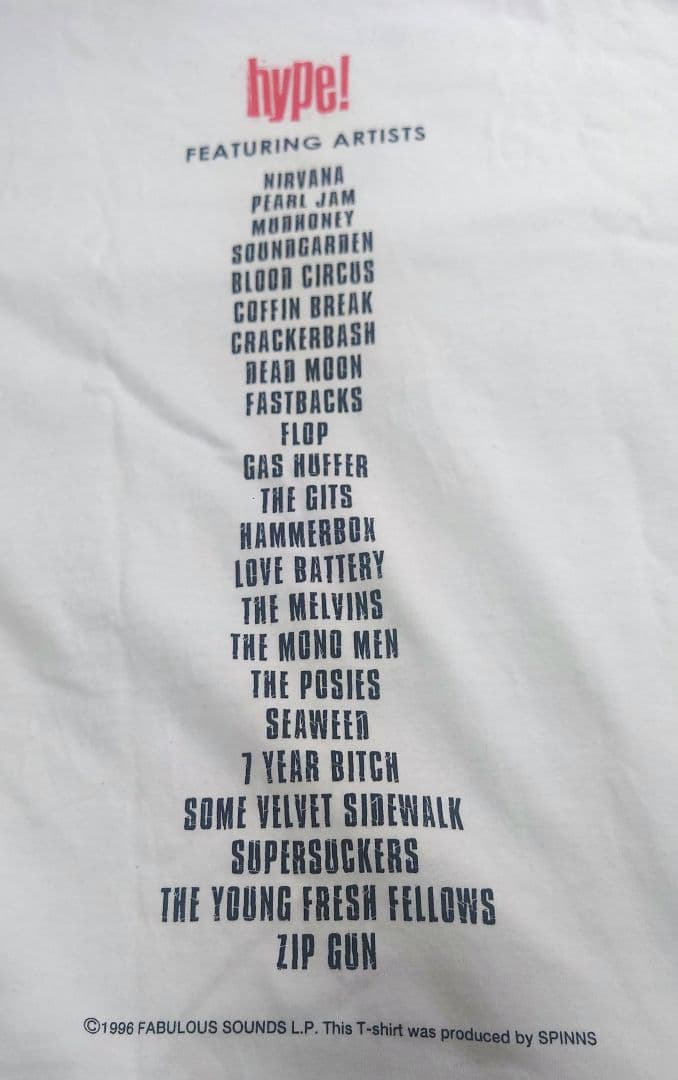 hype!
FEATURING ARTISTS
NIRVANA
PEARL JAM
MUDHONEY
SOUNDGARDEN
BLOOD CIRCUS
COFFIN BREAK
CRACKERBASH
DEAD MOON
FASTBACKS
FLOP
GAS HUFFER
THE GITS
HAMMERBOX
LOVE BATTERY
THE MELVINS
THE MONO MEN
THE POSIES
SEAWEED
7 YEAR BITCH
SOME VELVET SIDEWALK
SUPERSUCKERS
THE YOUNG FRESH FELLOWS
ZIP GUN
©1996 FABULOUS SOUNDS L.P. This T-shirt was produced by SPINNS